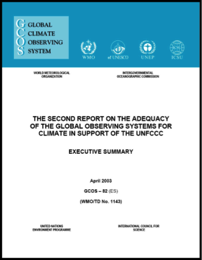 GCOS
GLOBAL
CLIMATE
OBSERVING
SYSTEM
WMO
UNEP
WORLD METEOROLOGICAL
ORGANIZATION
INTERGOVERNMENTAL
OCEANOGRAPHIC COMMISSION
THE SECOND REPORT ON THE ADEQUACY
OF THE GLOBAL OBSERVING SYSTEMS FOR
CLIMATE IN SUPPORT OF THE UNFCCC
EXECUTIVE SUMMARY
April 2003
GCOS – 82 (ES)
(WMO/TD No. 1143)
UNITED NATIONS
ENVIRONMENT PROGRAMME
INTERNATIONAL COUNCIL FOR
SCIENCE